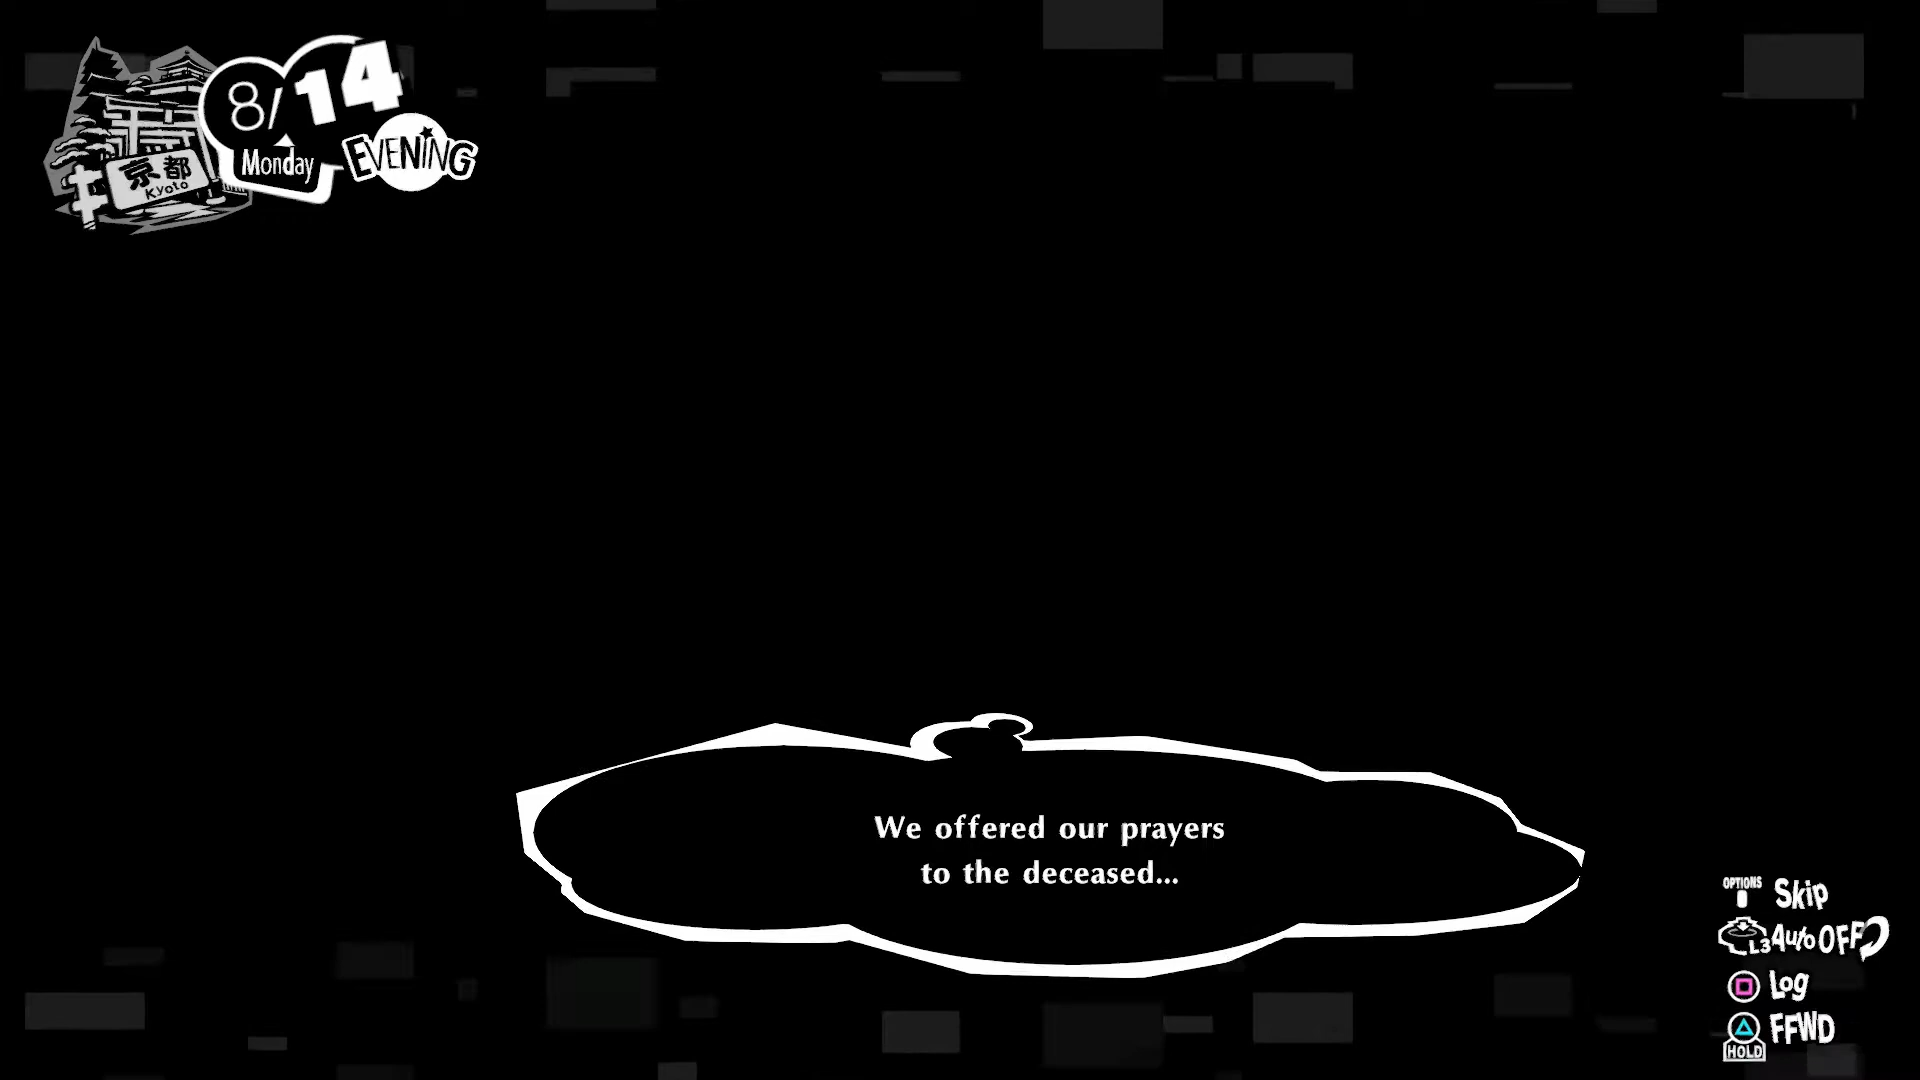 8/14
Monday
EVENING
京都
Kyoto
We offered our prayers
to the deceased...
OPTIONS Skip
L3 Auto OFF
Log
FFWD
HOLD